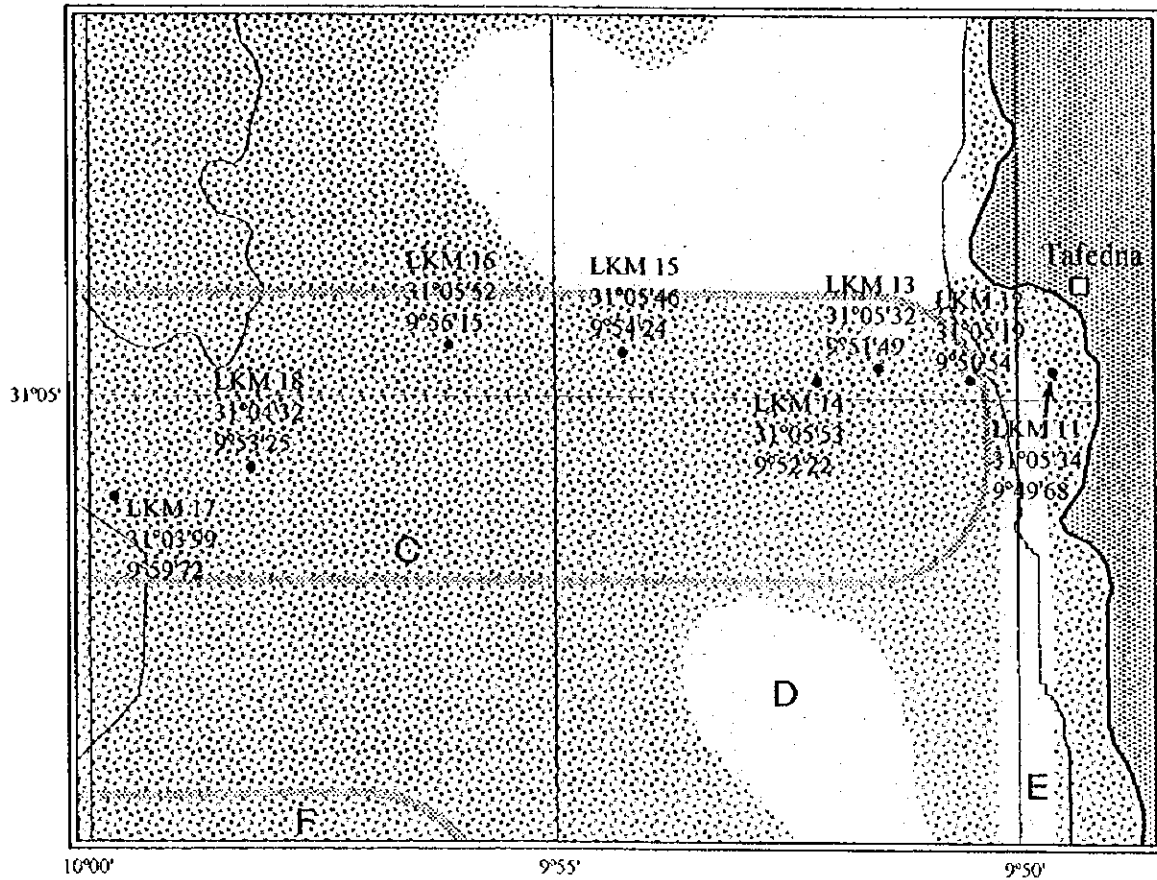 Tafedna
LKM 16
31°05'52
9°56'15
LKM 15
31°05'46
9°54'24
LKM 13
31°05'32
9°51'49
LKM 12
31°05'19
9°50'54
31°05'
LKM 18
31°04'32
9°53'25
LKM 14
31°05'53
9°52'22
LKM 11
31°05'34
9°49'68
LKM 17
31°03'99
9°59'72
C
D
E
F
10°00'
9°55'
9°50'